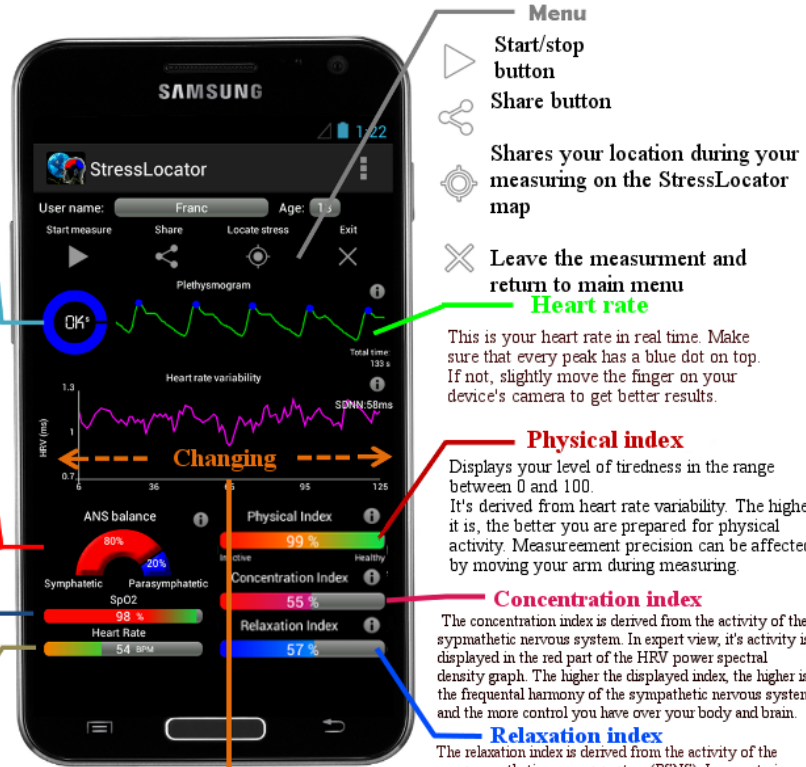 Menu
Start/stop
button
Share button
Shares your location during your
measuring on the StressLocator
map
Leave the measurment and
return to main menu
SAMSUNG
1:22
StressLocator
User name: Franc Age: 13
Start measure Share Locate stress Exit
Plethysmogram
OKs
Total time:
133 s
Heart rate variability
SDNN:58ms
HRV (ms)
1.3
1
0.7
Changing
6 36 95 125
ANS balance
80%
20%
Symphatetic Parasymphatetic
SpO2
98 %
Heart Rate
54 BPM
Physical Index
99 %
Inactive Healthy
Concentration Index
55 %
Relaxation Index
57 %
Heart rate
This is your heart rate in real time. Make
sure that every peak has a blue dot on top.
If not, slightly move the finger on your
device's camera to get better results.
Physical index
Displays your level of tiredness in the range
between 0 and 100.
It's derived from heart rate variability. The highe
it is, the better you are prepared for physical
activity. Measureement precision can be affected
by moving your arm during measuring.
Concentration index
The concentration index is derived from the activity of the
sypmathetic nervous system. In expert view, it's activity is
displayed in the red part of the HRV power spectral
density graph. The higher the displayed index, the higher is
the frequental harmony of the sympathetic nervous system
and the more control you have over your body and brain.
Relaxation index
The relaxation index is derived from the activity of the